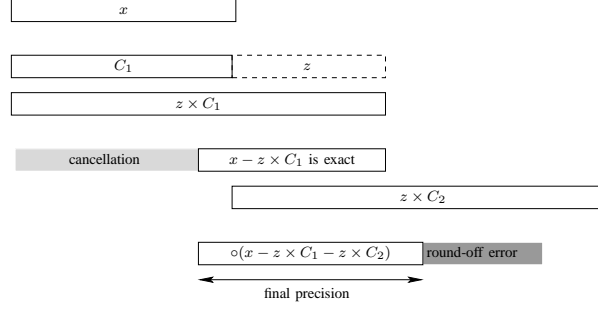 x
C₁ z
z × C₁
cancellation x − z × C₁ is exact
z × C₂
∘(x − z × C₁ − z × C₂) round-off error
final precision